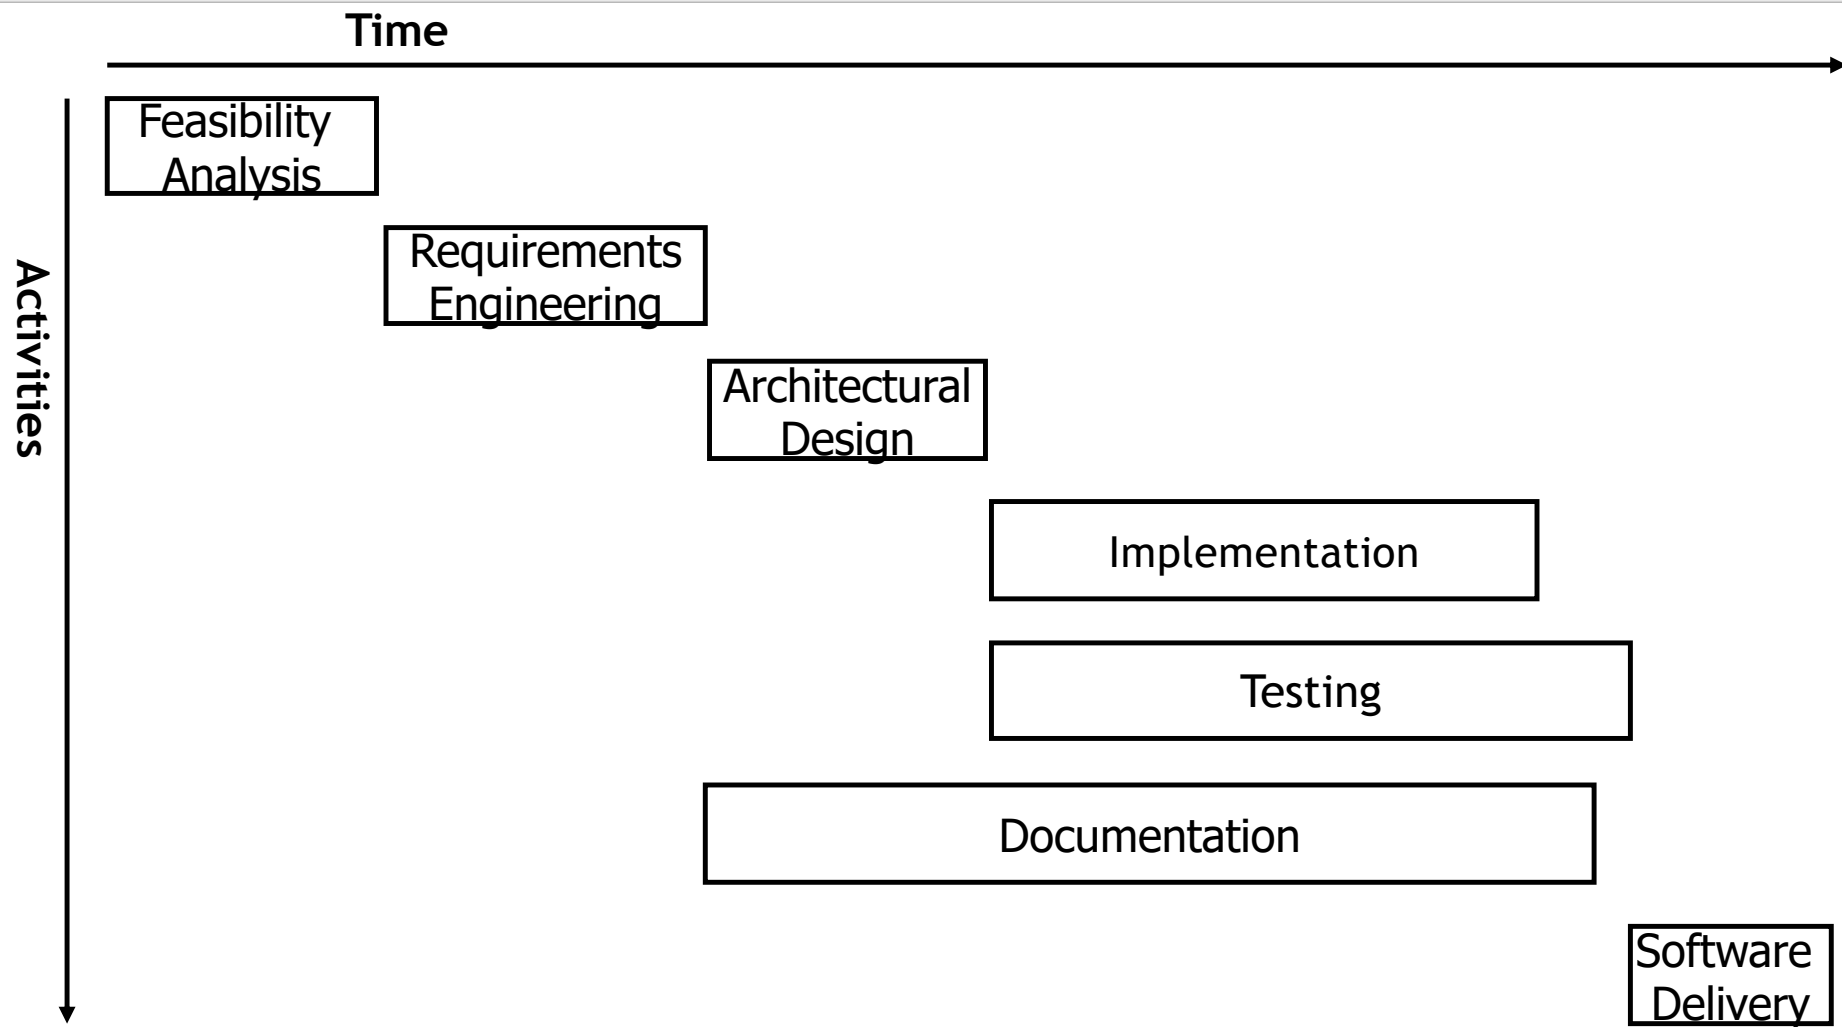 Time
Activities
Feasibility
Analysis
Requirements
Engineering
Architectural
Design
Implementation
Testing
Documentation
Software
Delivery